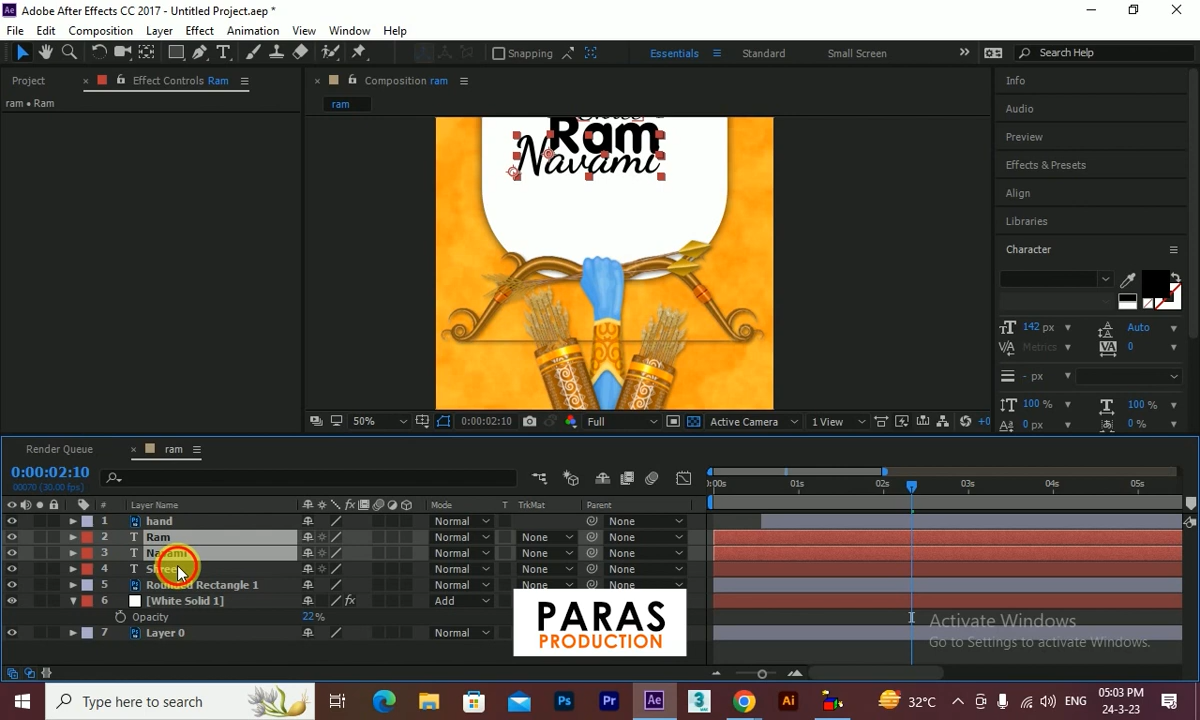 Adobe After Effects CC 2017 - Untitled Project.aep *
File Edit Composition Layer Effect Animation View Window Help
Snapping Essentials Standard Small Screen Search Help
Project Effect Controls Ram Composition ram Info
ram • Ram
ram
Audio
Preview
Effects & Presets
Align
Libraries
Character
Ram
Navami
142 px Auto
Metrics 0
- px
100 % 100 %
0 px 0 %
50% 0:00:02:10 Full Active Camera 1 View +0
Render Queue ram
0:00:02:10
00070 (30.00 fps)
:00s 01s 02s 03s 04s 05s
# Layer Name Mode T TrkMat Parent
1 hand Normal None
2 Ram Normal None None
3 Navami Normal None None
4 Shree Normal None None
5 Rounded Rectangle 1
6 [White Solid 1] Add
Opacity 22%
7 Layer 0 Normal
PARAS
PRODUCTION
Activate Windows
Go to Settings to activate Windows.
Type here to search
32°C ENG 05:03 PM
24-3-23